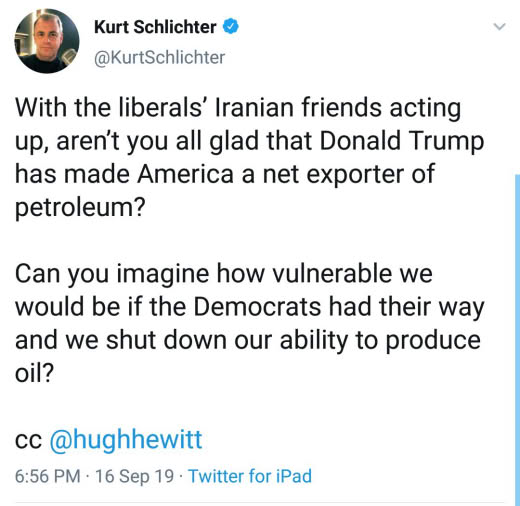 Kurt Schlichter
@KurtSchlichter
With the liberals’ Iranian friends acting
up, aren’t you all glad that Donald Trump
has made America a net exporter of
petroleum?
Can you imagine how vulnerable we
would be if the Democrats had their way
and we shut down our ability to produce
oil?
cc @hughhewitt
6:56 PM · 16 Sep 19 · Twitter for iPad